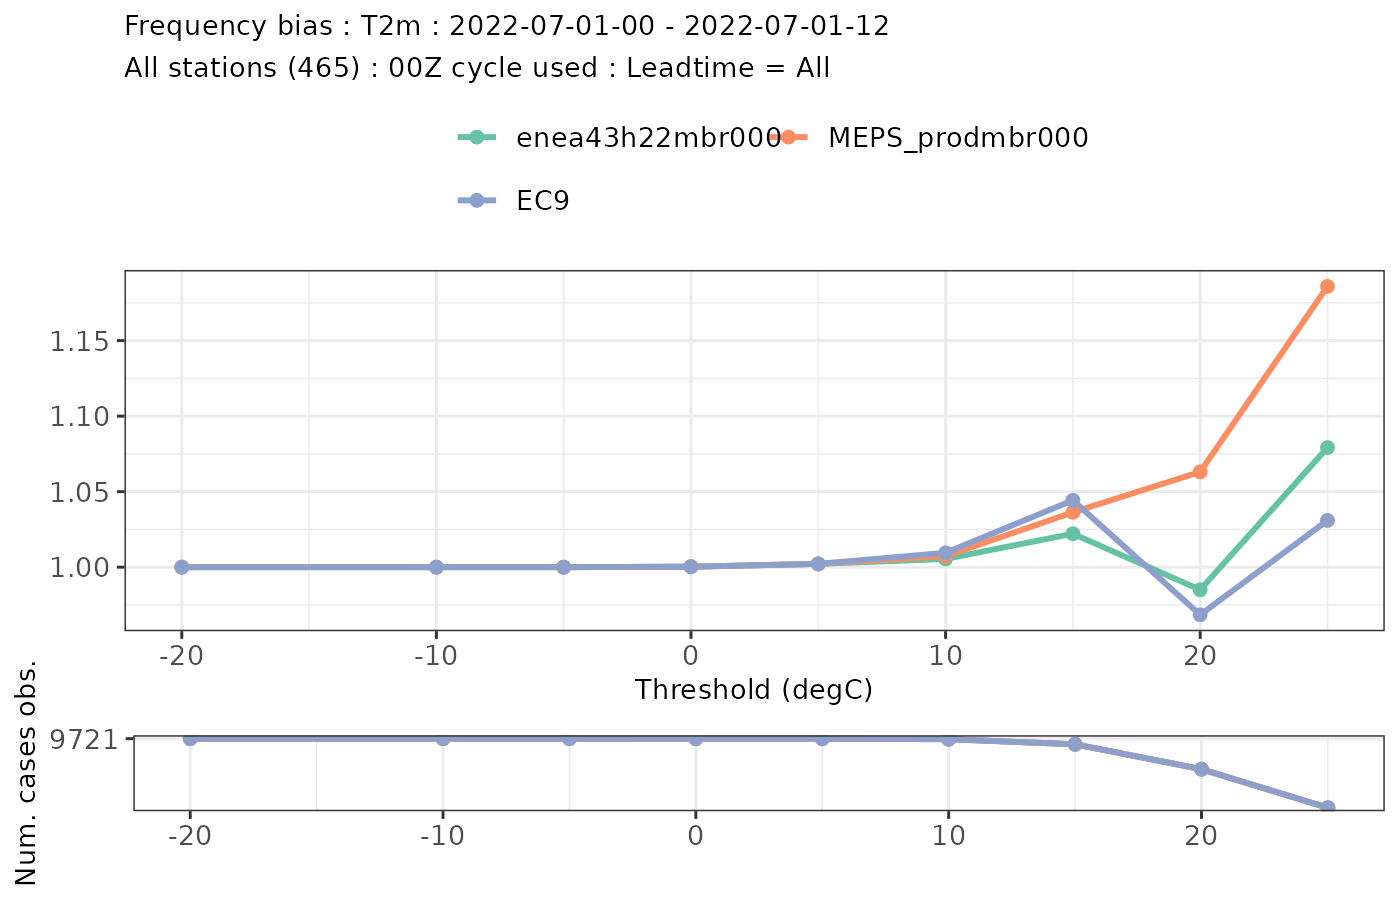 Frequency bias : T2m : 2022-07-01-00 - 2022-07-01-12
All stations (465) : 00Z cycle used : Leadtime = All
enea43h22mbr000 MEPS_prodmbr000
EC9
1.15
1.10
1.05
1.00
-20 -10 0 10 20
Threshold (degC)
Num. cases obs.
9721
-20 -10 0 10 20